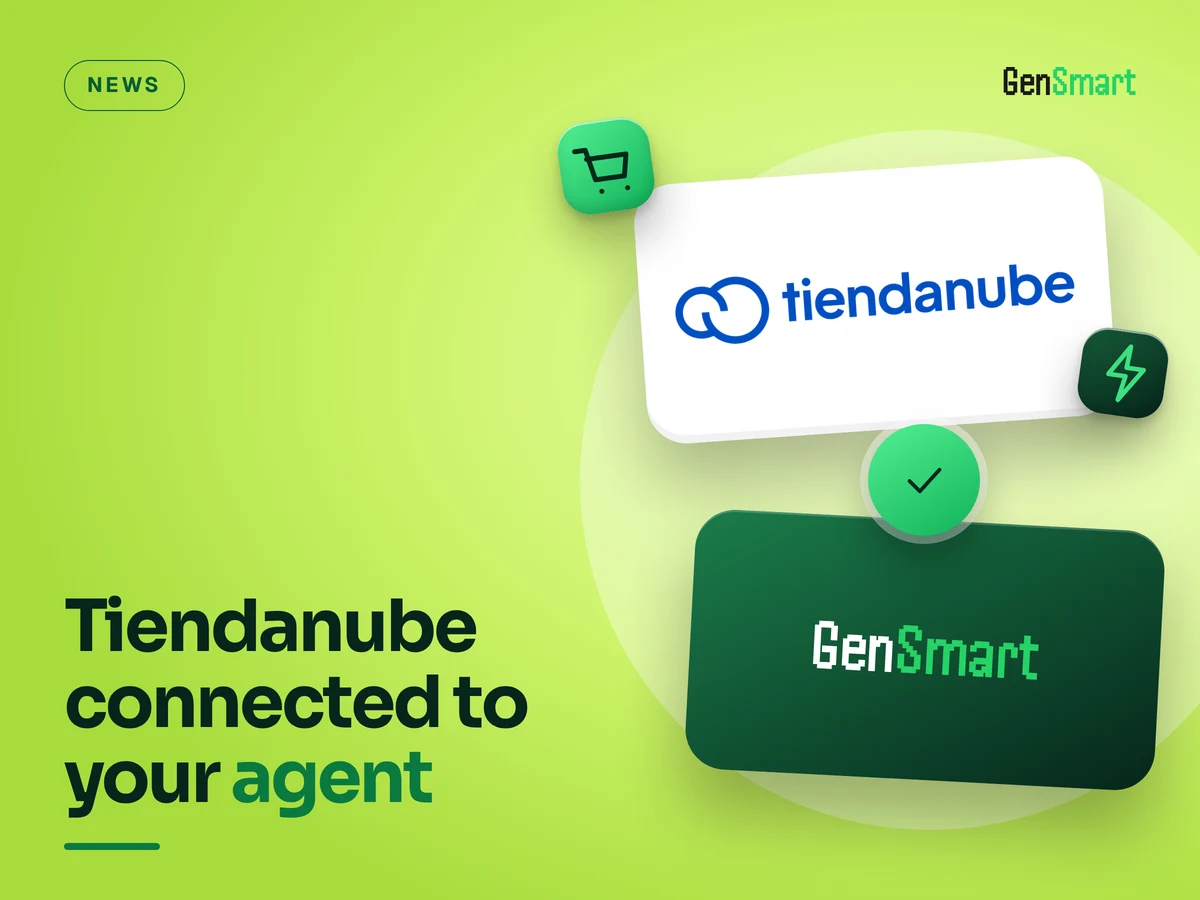 NEWS
GenSmart
tiendanube
GenSmart
Tiendanube
connected to
your agent